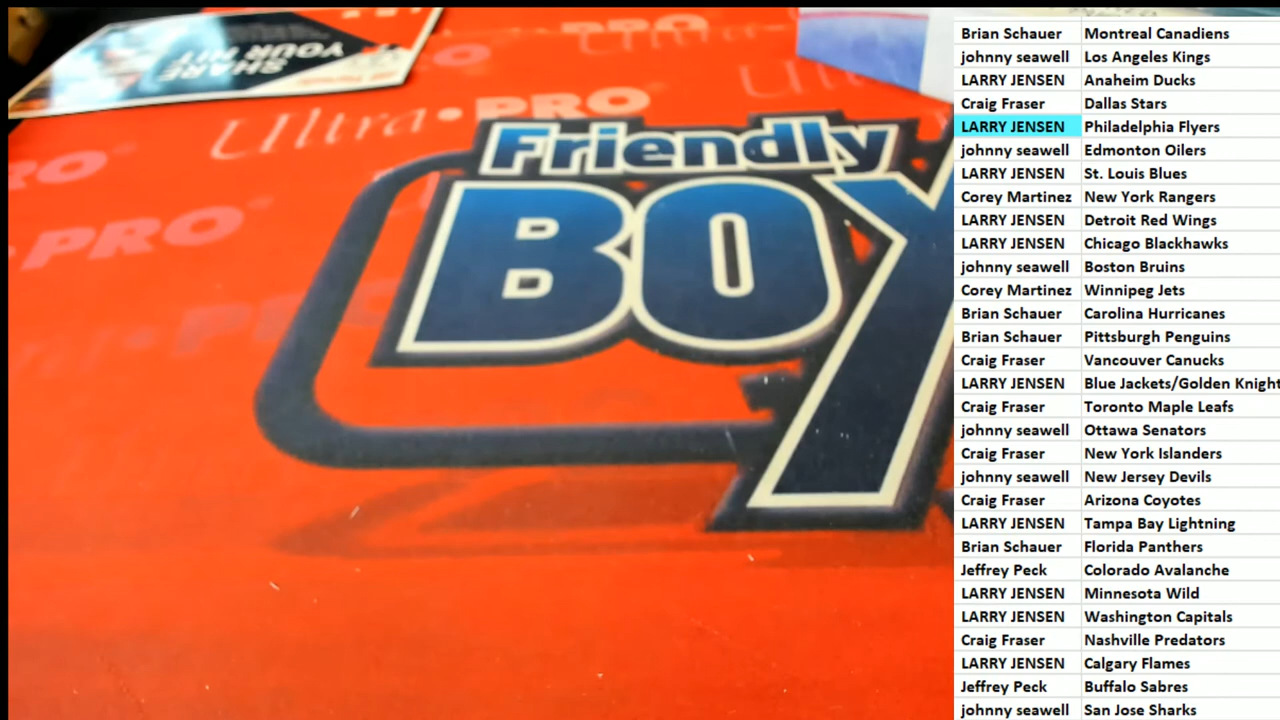 SHARE
YOUR HIT
Ultra•PRO
PRO
PRO
Friendly
BOX
Brian Schauer Montreal Canadiens
johnny seawell Los Angeles Kings
LARRY JENSEN Anaheim Ducks
Craig Fraser Dallas Stars
LARRY JENSEN Philadelphia Flyers
johnny seawell Edmonton Oilers
LARRY JENSEN St. Louis Blues
Corey Martinez New York Rangers
LARRY JENSEN Detroit Red Wings
LARRY JENSEN Chicago Blackhawks
johnny seawell Boston Bruins
Corey Martinez Winnipeg Jets
Brian Schauer Carolina Hurricanes
Brian Schauer Pittsburgh Penguins
Craig Fraser Vancouver Canucks
LARRY JENSEN Blue Jackets/Golden Knight
Craig Fraser Toronto Maple Leafs
johnny seawell Ottawa Senators
Craig Fraser New York Islanders
johnny seawell New Jersey Devils
Craig Fraser Arizona Coyotes
LARRY JENSEN Tampa Bay Lightning
Brian Schauer Florida Panthers
Jeffrey Peck Colorado Avalanche
LARRY JENSEN Minnesota Wild
LARRY JENSEN Washington Capitals
Craig Fraser Nashville Predators
LARRY JENSEN Calgary Flames
Jeffrey Peck Buffalo Sabres
johnny seawell San Jose Sharks